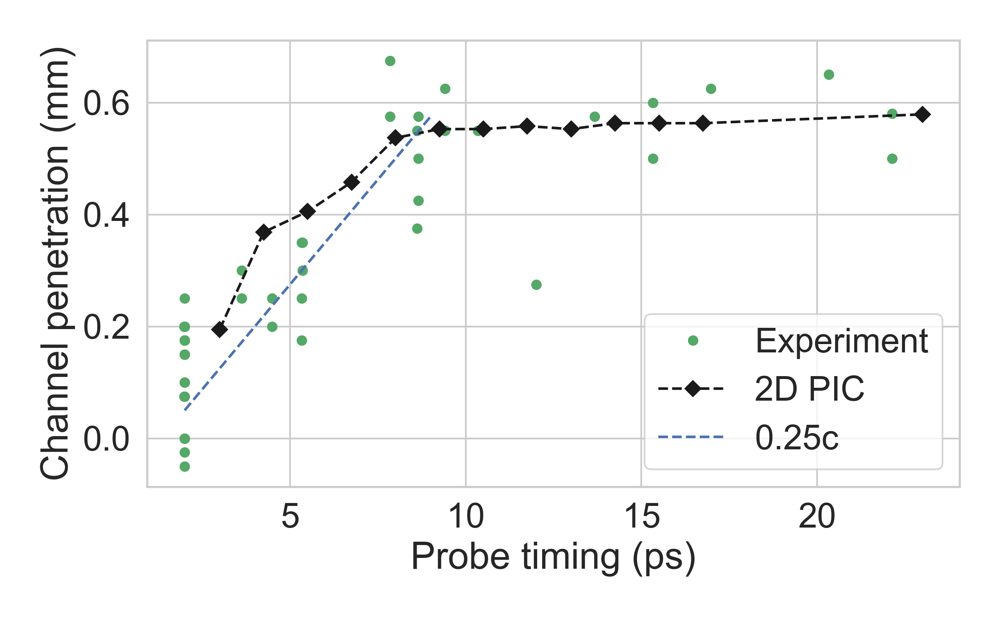 Channel penetration (mm)
0.6
0.4
0.2
0.0
5 10 15 20
Probe timing (ps)
Experiment
2D PIC
0.25c